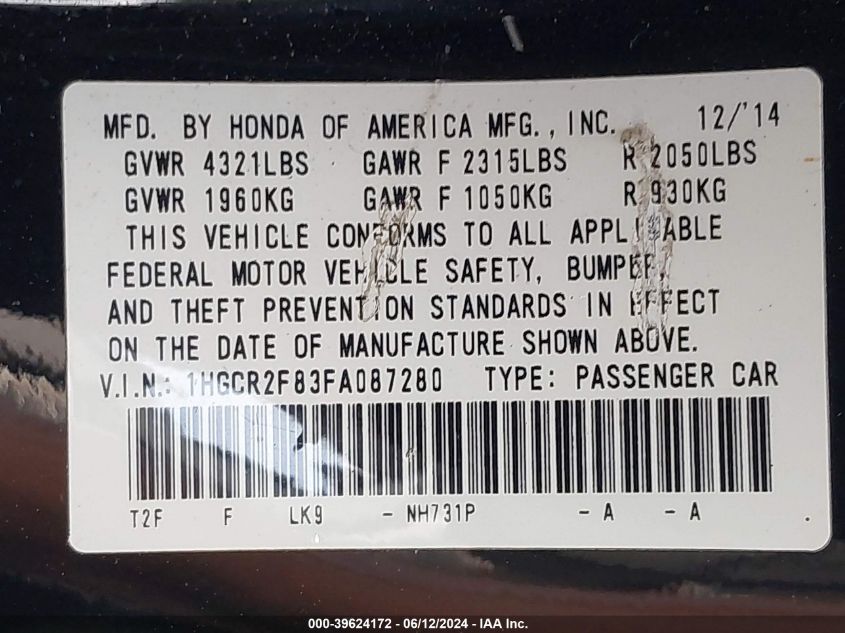 MFD. BY HONDA OF AMERICA MFG., INC. 12/'14
GVWR 4321LBS GAWR F 2315LBS R 2050LBS
GVWR 1960KG GAWR F 1050KG R 930KG
THIS VEHICLE CONFORMS TO ALL APPLICABLE
FEDERAL MOTOR VEHICLE SAFETY, BUMPER,
AND THEFT PREVENTION STANDARDS IN EFFECT
ON THE DATE OF MANUFACTURE SHOWN ABOVE.
V.I.N.: 1HGCR2F83FA087280 TYPE: PASSENGER CAR
T2F F LK9 - NH731P - A - A
000-39624172 - 06/12/2024 - IAA Inc.